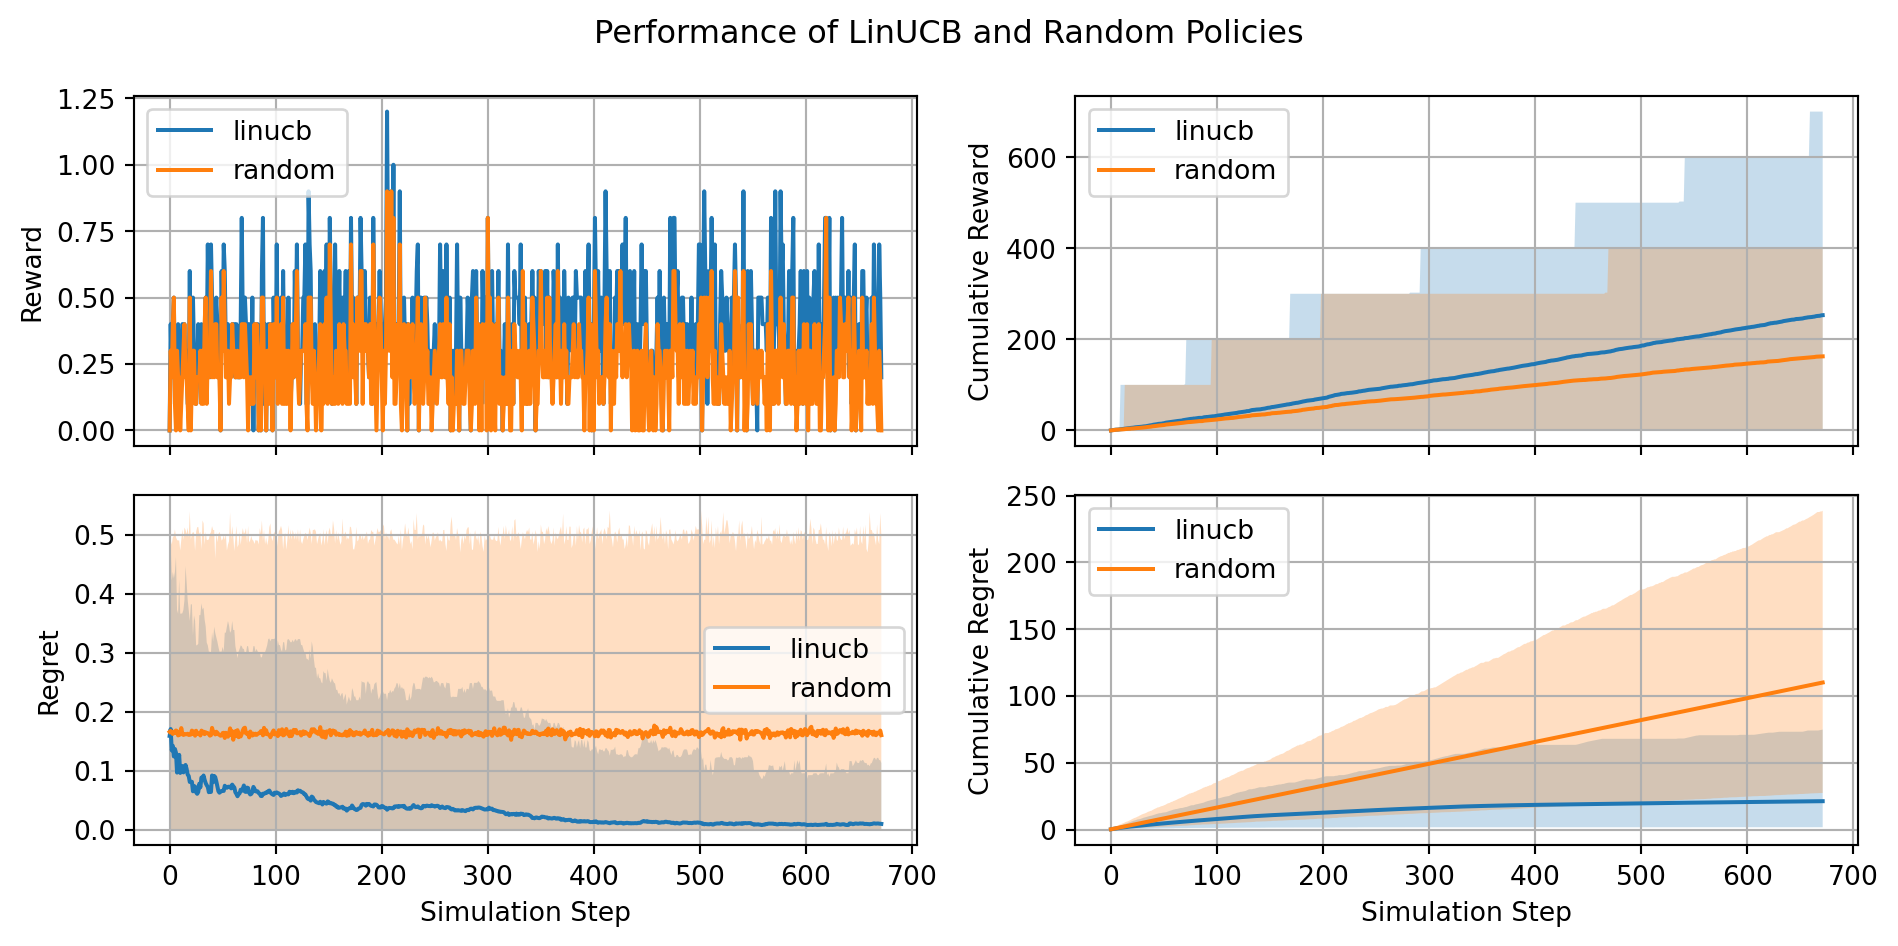 Performance of LinUCB and Random Policies
1.25
1.00
0.75
0.50
0.25
0.00
Reward
linucb
random
600
400
200
0
Cumulative Reward
linucb
random
0.5
0.4
0.3
0.2
0.1
0.0
Regret
linucb
random
0 100 200 300 400 500 600 700
Simulation Step
250
200
150
100
50
0
Cumulative Regret
linucb
random
0 100 200 300 400 500 600 700
Simulation Step